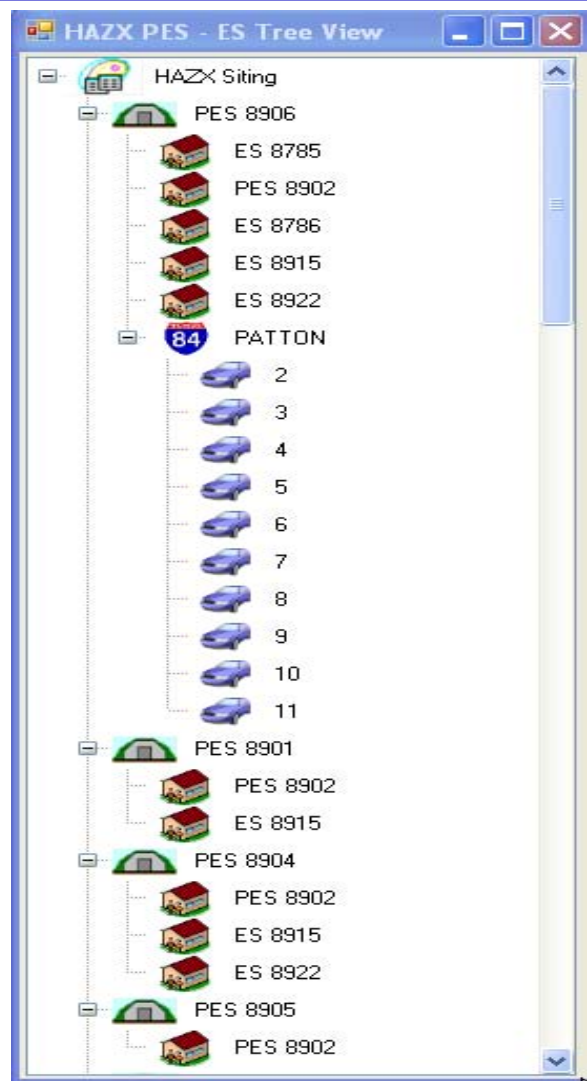 HAZX PES - ES Tree View
HAZX Siting
PES 8906
ES 8785
PES 8902
ES 8786
ES 8915
ES 8922
84 PATTON
2
3
4
5
6
7
8
9
10
11
PES 8901
PES 8902
ES 8915
PES 8904
PES 8902
ES 8915
ES 8922
PES 8905
PES 8902